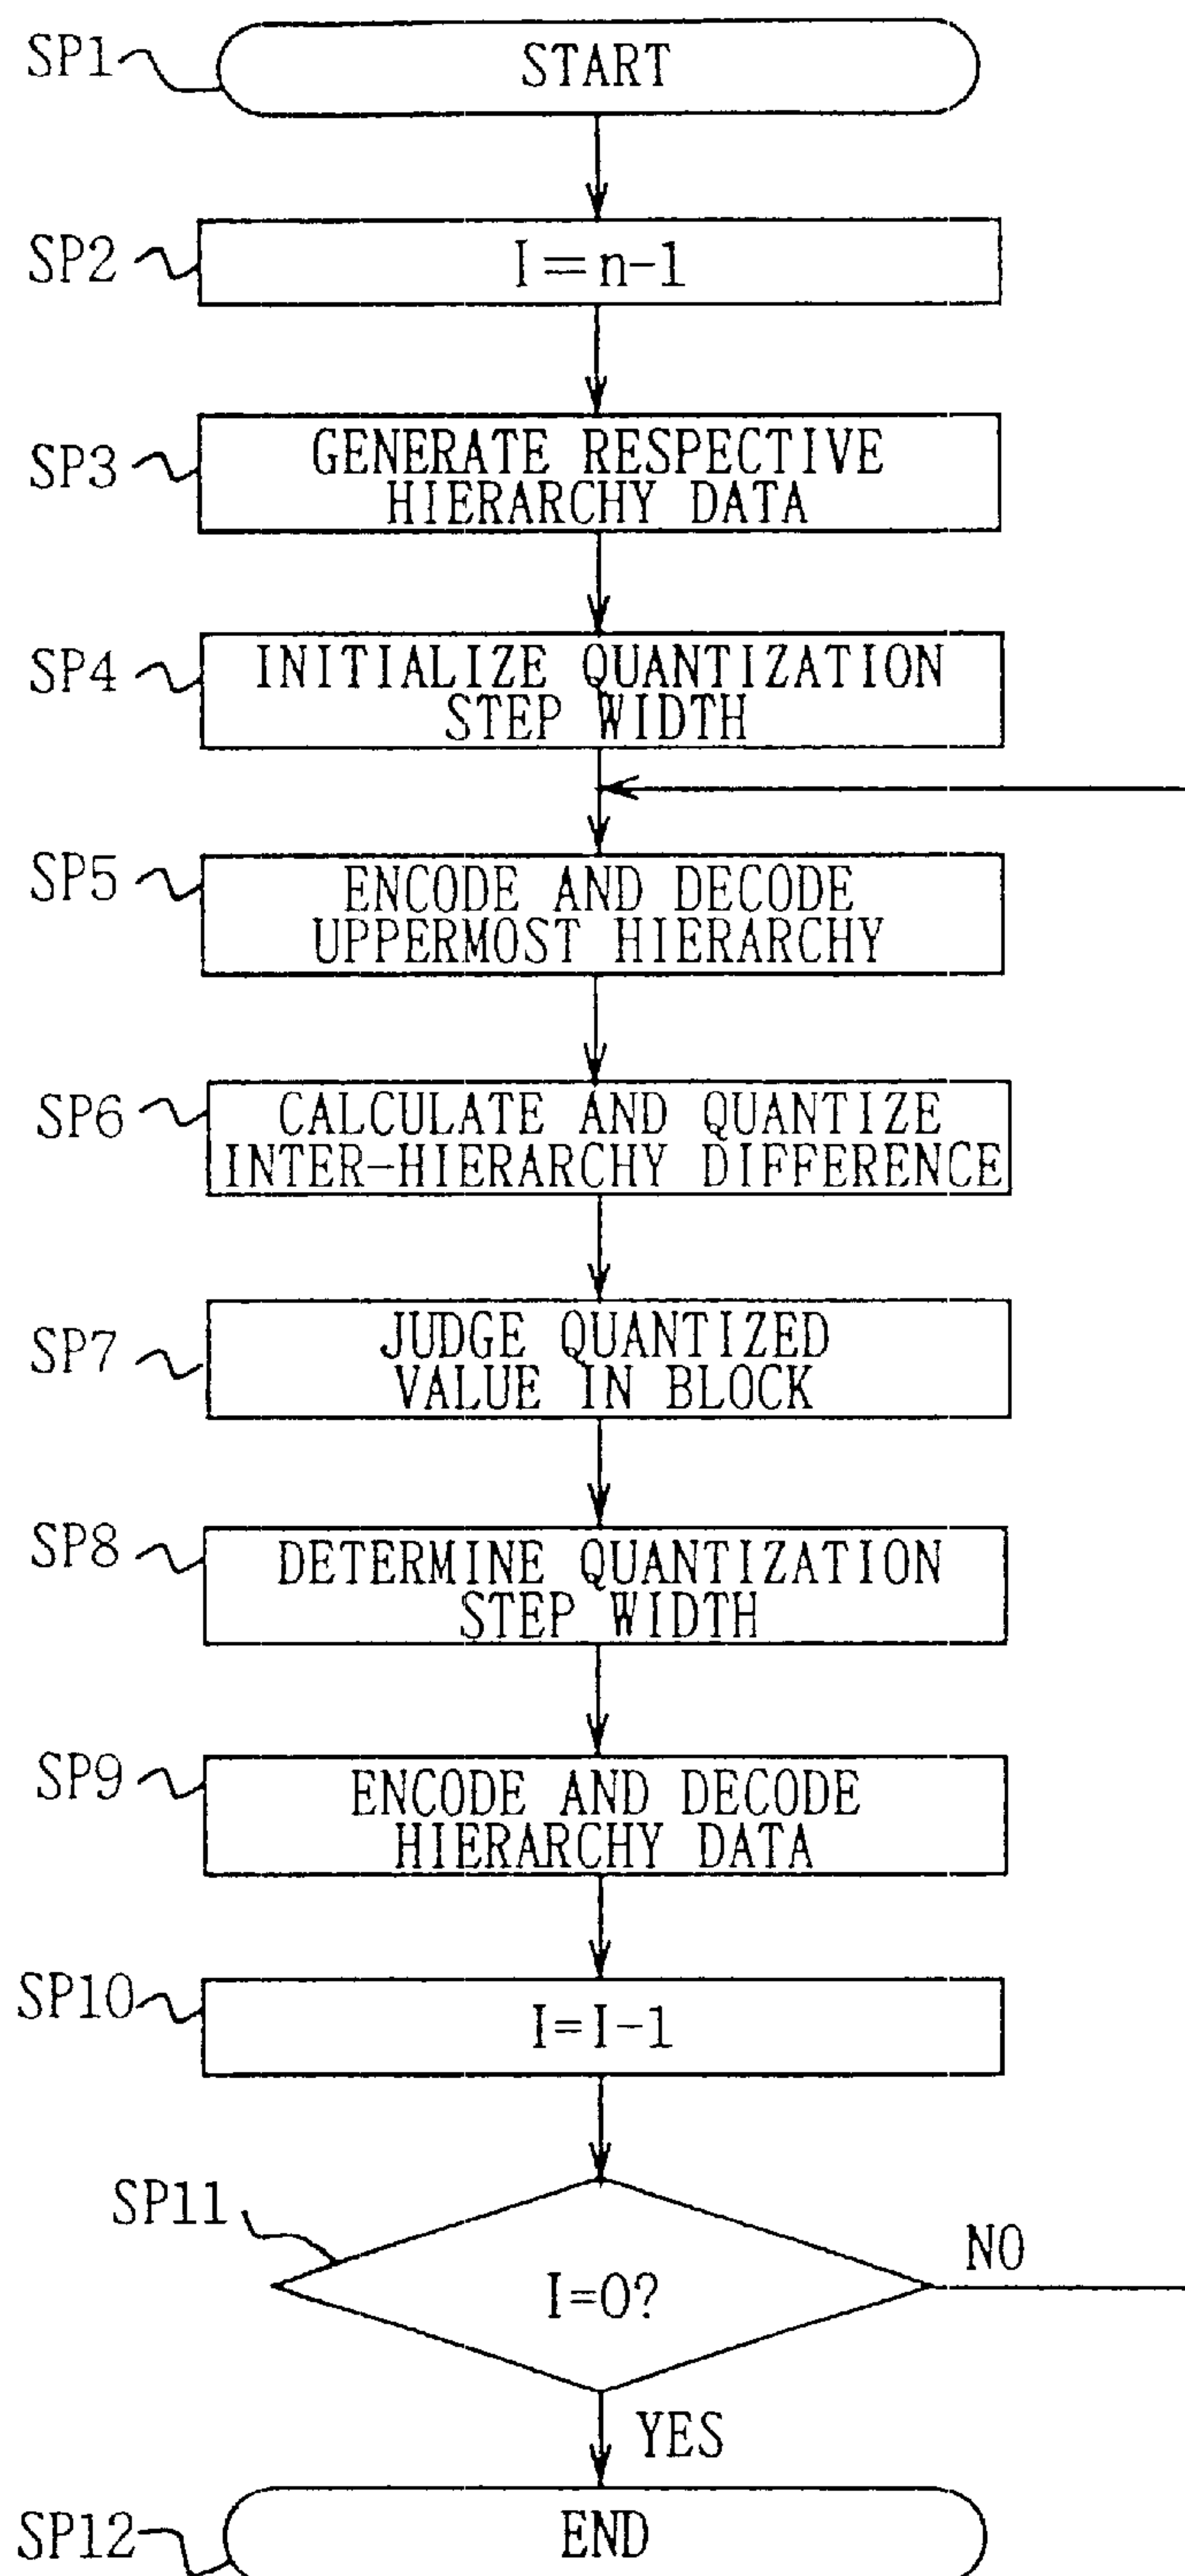 SP1
START
SP2
I=n-1
SP3
GENERATE RESPECTIVE
HIERARCHY DATA
SP4
INITIALIZE QUANTIZATION
STEP WIDTH
SP5
ENCODE AND DECODE
UPPERMOST HIERARCHY
SP6
CALCULATE AND QUANTIZE
INTER-HIERARCHY DIFFERENCE
SP7
JUDGE QUANTIZED
VALUE IN BLOCK
SP8
DETERMINE QUANTIZATION
STEP WIDTH
SP9
ENCODE AND DECODE
HIERARCHY DATA
SP10
I=I-1
SP11
I=0?
NO
YES
SP12
END